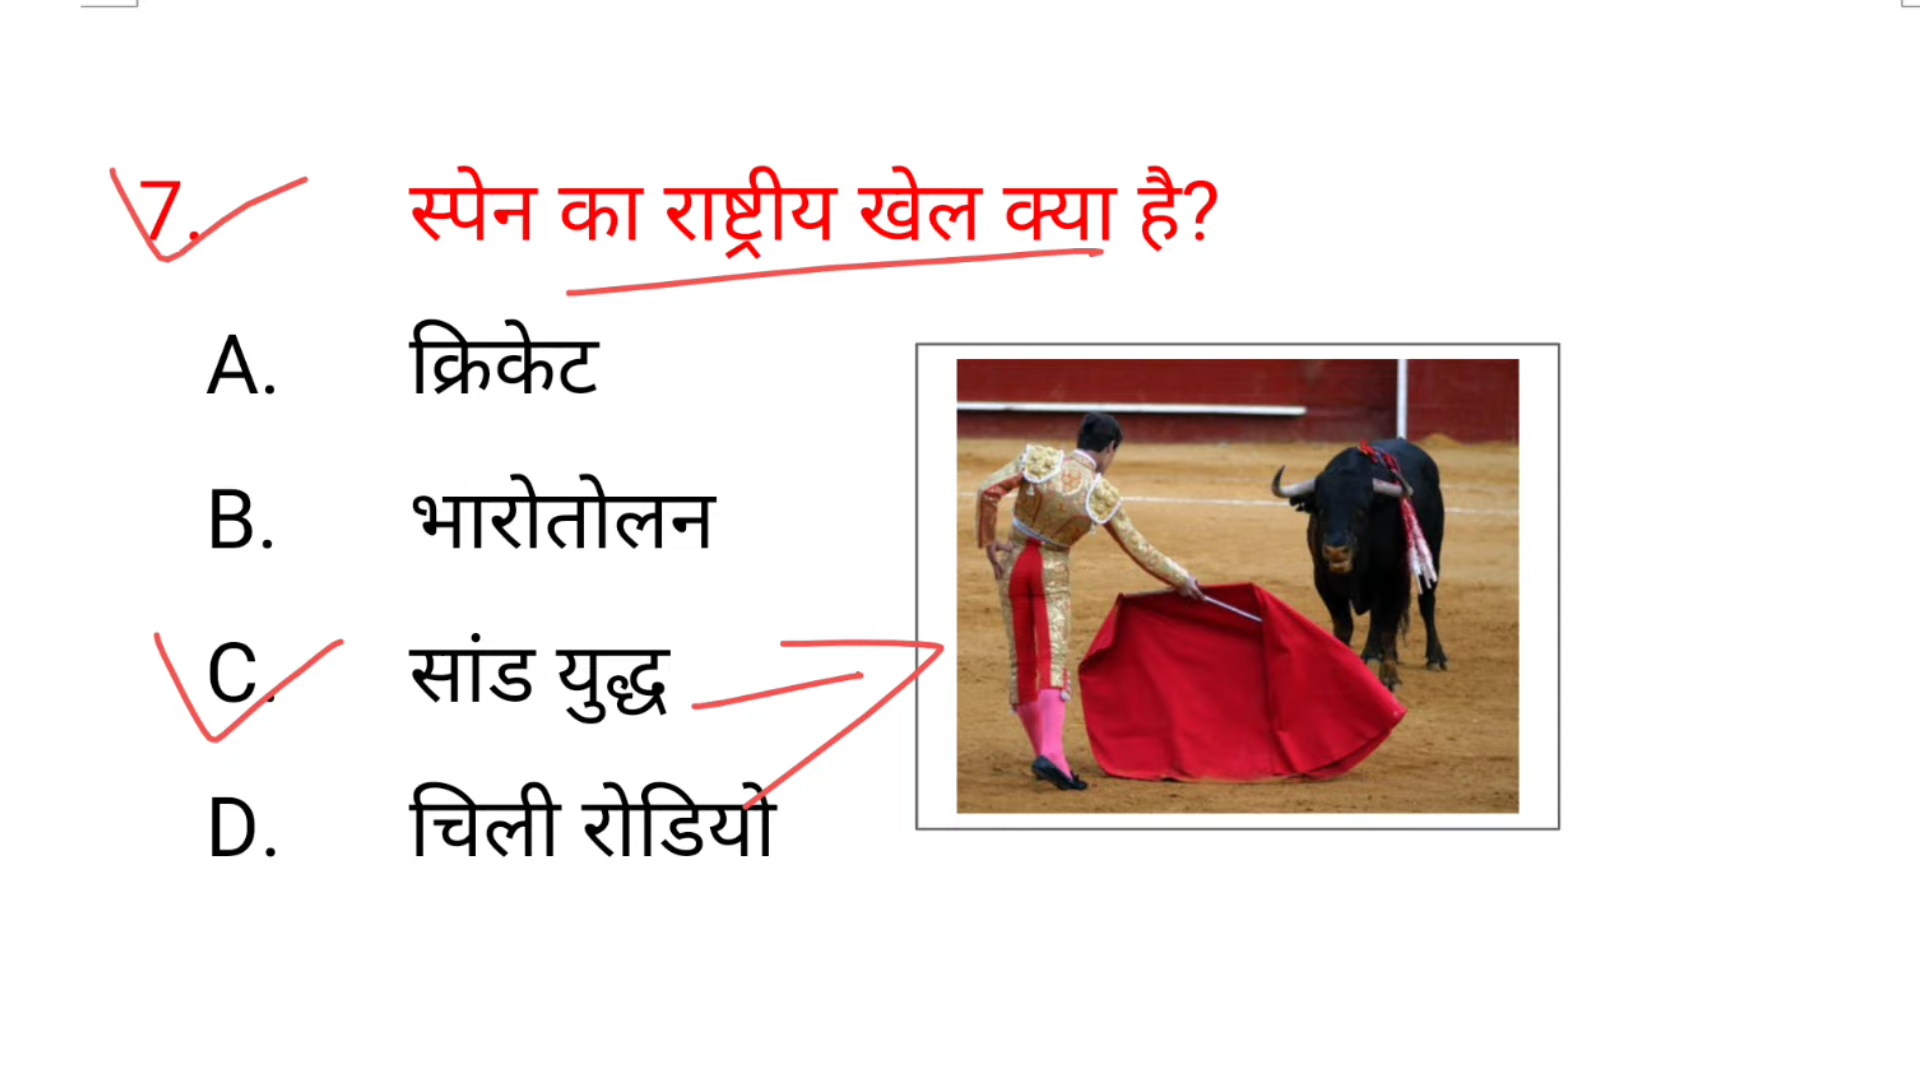 7. स्पेन का राष्ट्रीय खेल क्या है?
A. क्रिकेट
B. भारोतोलन
C. सांड युद्ध
D. चिली रोडियो